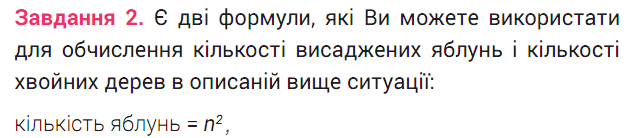 Завдання 2. Є дві формули, які Ви можете використати
для обчислення кількості висаджених яблунь і кількості
хвойних дерев в описаній вище ситуації:
кількість яблунь = n²,